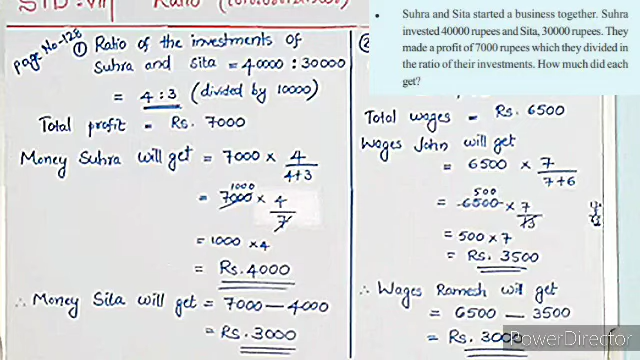 STD: VIII
Ratio
Page No-128
① Ratio of the investments of
Suhra and Sita = 40000 : 30000
= 4 : 3 (divided by 10000)
Total profit = Rs. 7000
Money Suhra will get = 7000 × 4/4+3
1000
= 7000 × 4/7
= 1000 × 4
= Rs. 4000
∴ Money Sita will get = 7000 — 4000
= Rs. 3000
• Suhra and Sita started a business together. Suhra
invested 40000 rupees and Sita, 30000 rupees. They
made a profit of 7000 rupees which they divided in
the ratio of their investments. How much did each
get?
Total wages = Rs. 6500
Wages John will get
= 6500 × 7/7+6
500
= 6500 × 7/13
= 500 × 7
= Rs. 3500
∴ Wages Ramesh will get
= 6500 — 3500
= Rs. 3000
PowerDirector